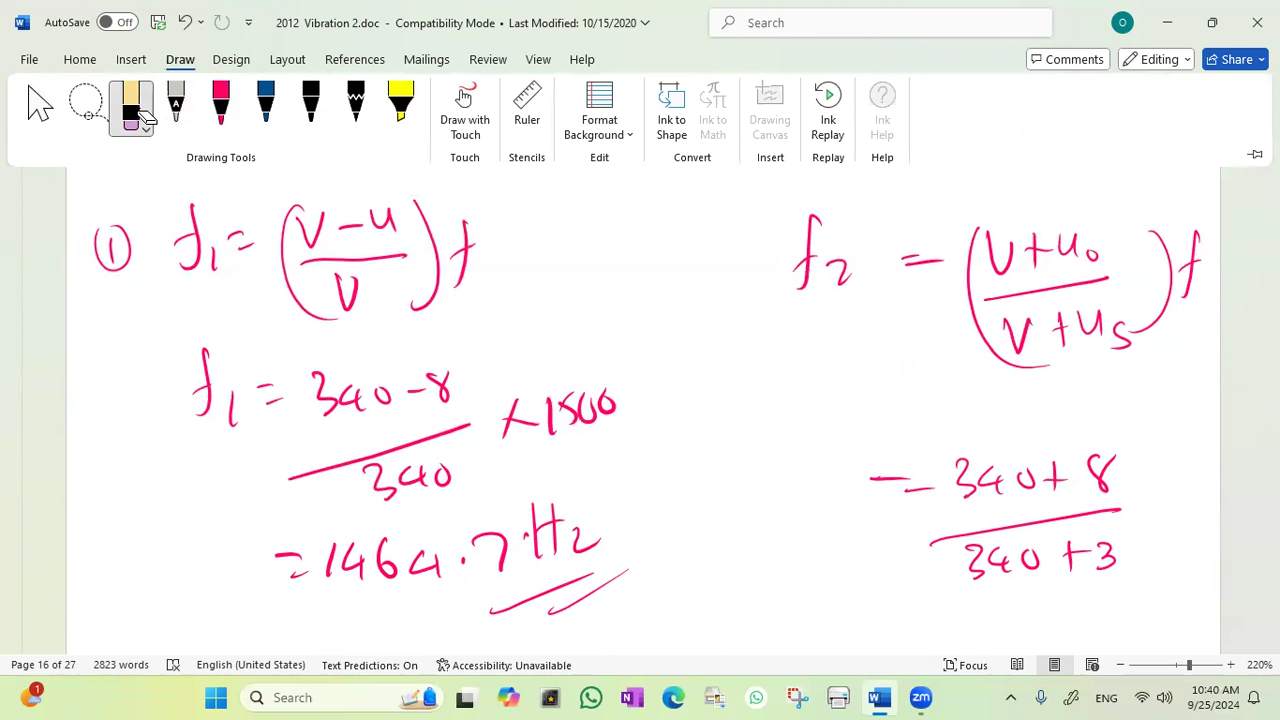 AutoSave Off 2012 Vibration 2.doc - Compatibility Mode • Last Modified: 10/15/2020 Search O
File Home Insert Draw Design Layout References Mailings Review View Help Comments Editing Share
A
Draw with Touch
Ruler
Format Background
Ink to Shape
Ink to Math
Drawing Canvas
Ink Replay
Ink Help
Drawing Tools Touch Stencils Edit Convert Insert Replay Help
① f₁ = (V-u / V) f
f₁ = 340-8 / 340 × 1500
= 1464.7 Hz
f₂ = (V+u₀ / V+u_s) f
= 340+8 / 340+3
Page 16 of 27 2823 words English (United States) Text Predictions: On Accessibility: Unavailable Focus 220%
1 Search zm ENG 10:40 AM
9/25/2024